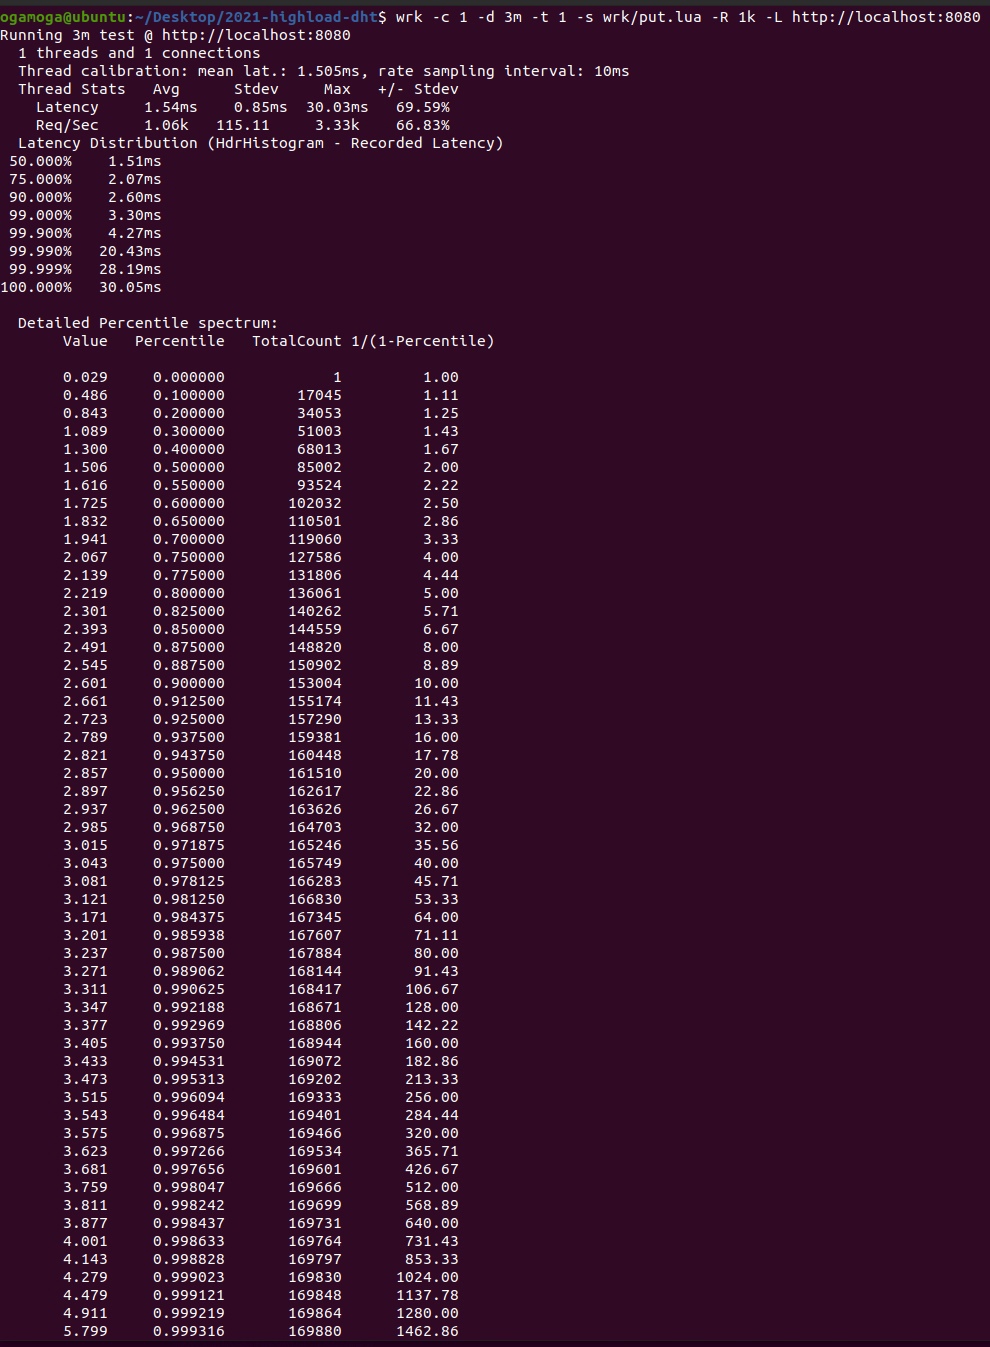 ogamoga@ubuntu:~/Desktop/2021-highload-dht$ wrk -c 1 -d 3m -t 1 -s wrk/put.lua -R 1k -L http://localhost:8080
Running 3m test @ http://localhost:8080
  1 threads and 1 connections
  Thread calibration: mean lat.: 1.505ms, rate sampling interval: 10ms
  Thread Stats   Avg      Stdev     Max   +/- Stdev
    Latency     1.54ms    0.85ms  30.03ms   69.59%
    Req/Sec     1.06k   115.11     3.33k    66.83%
  Latency Distribution (HdrHistogram - Recorded Latency)
 50.000%    1.51ms
 75.000%    2.07ms
 90.000%    2.60ms
 99.000%    3.30ms
 99.900%    4.27ms
 99.990%   20.43ms
 99.999%   28.19ms
100.000%   30.05ms

  Detailed Percentile spectrum:
       Value   Percentile   TotalCount 1/(1-Percentile)

       0.029     0.000000            1         1.00
       0.486     0.100000        17045         1.11
       0.843     0.200000        34053         1.25
       1.089     0.300000        51003         1.43
       1.300     0.400000        68013         1.67
       1.506     0.500000        85002         2.00
       1.616     0.550000        93524         2.22
       1.725     0.600000       102032         2.50
       1.832     0.650000       110501         2.86
       1.941     0.700000       119060         3.33
       2.067     0.750000       127586         4.00
       2.139     0.775000       131806         4.44
       2.219     0.800000       136061         5.00
       2.301     0.825000       140262         5.71
       2.393     0.850000       144559         6.67
       2.491     0.875000       148820         8.00
       2.545     0.887500       150902         8.89
       2.601     0.900000       153004        10.00
       2.661     0.912500       155174        11.43
       2.723     0.925000       157290        13.33
       2.789     0.937500       159381        16.00
       2.821     0.943750       160448        17.78
       2.857     0.950000       161510        20.00
       2.897     0.956250       162617        22.86
       2.937     0.962500       163626        26.67
       2.985     0.968750       164703        32.00
       3.015     0.971875       165246        35.56
       3.043     0.975000       165749        40.00
       3.081     0.978125       166283        45.71
       3.121     0.981250       166830        53.33
       3.171     0.984375       167345        64.00
       3.201     0.985938       167607        71.11
       3.237     0.987500       167884        80.00
       3.271     0.989062       168144        91.43
       3.311     0.990625       168417       106.67
       3.347     0.992188       168671       128.00
       3.377     0.992969       168806       142.22
       3.405     0.993750       168944       160.00
       3.433     0.994531       169072       182.86
       3.473     0.995313       169202       213.33
       3.515     0.996094       169333       256.00
       3.543     0.996484       169401       284.44
       3.575     0.996875       169466       320.00
       3.623     0.997266       169534       365.71
       3.681     0.997656       169601       426.67
       3.759     0.998047       169666       512.00
       3.811     0.998242       169699       568.89
       3.877     0.998437       169731       640.00
       4.001     0.998633       169764       731.43
       4.143     0.998828       169797       853.33
       4.279     0.999023       169830      1024.00
       4.479     0.999121       169848      1137.78
       4.911     0.999219       169864      1280.00
       5.799     0.999316       169880      1462.86